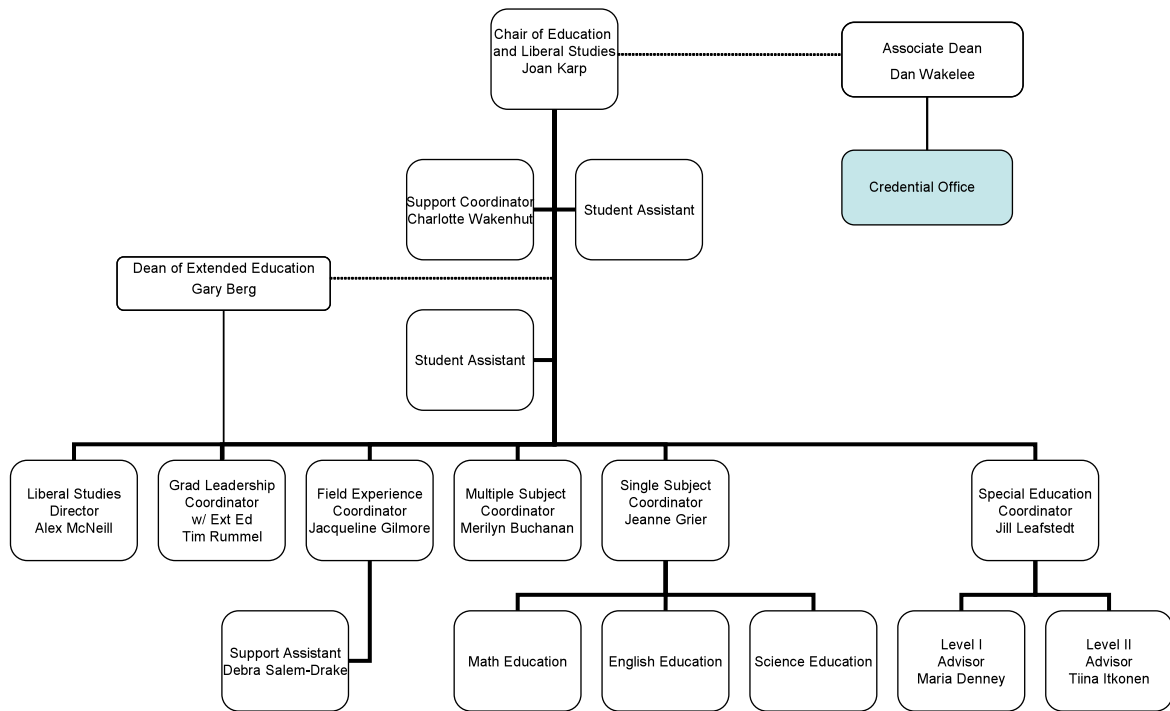 Chair of Education
and Liberal Studies
Joan Karp
Associate Dean
Dan Wakelee
Credential Office
Support Coordinator
Charlotte Wakenhut
Student Assistant
Dean of Extended Education
Gary Berg
Student Assistant
Liberal Studies
Director
Alex McNeill
Grad Leadership
Coordinator
w/ Ext Ed
Tim Rummel
Field Experience
Coordinator
Jacqueline Gilmore
Multiple Subject
Coordinator
Merilyn Buchanan
Single Subject
Coordinator
Jeanne Grier
Special Education
Coordinator
Jill Leafstedt
Support Assistant
Debra Salem-Drake
Math Education
English Education
Science Education
Level I
Advisor
Maria Denney
Level II
Advisor
Tiina Itkonen